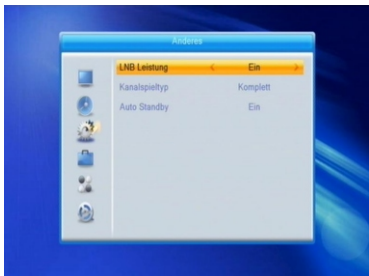 Anderes
LNB Leistung < Ein >
Kanalspieltyp Komplett
Auto Standby Ein